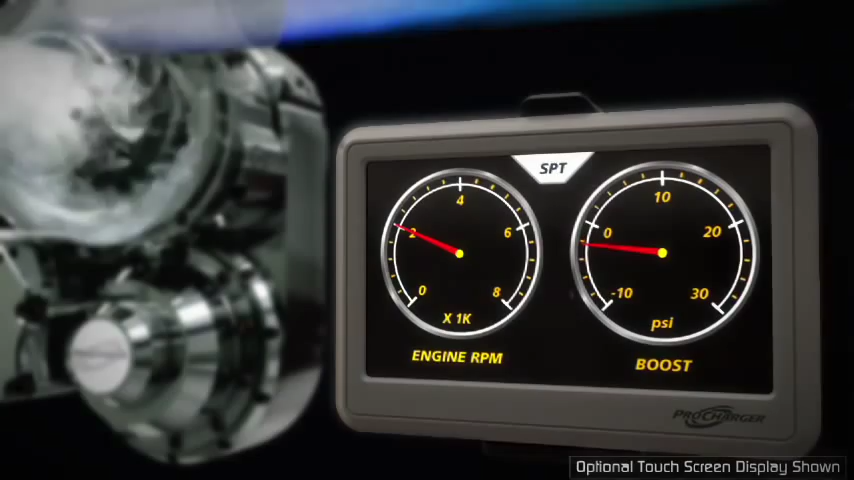 SPT
4
2
6
0
8
X 1K
ENGINE RPM
10
0
20
-10
30
psi
BOOST
PROCHARGER
Optional Touch Screen Display Shown